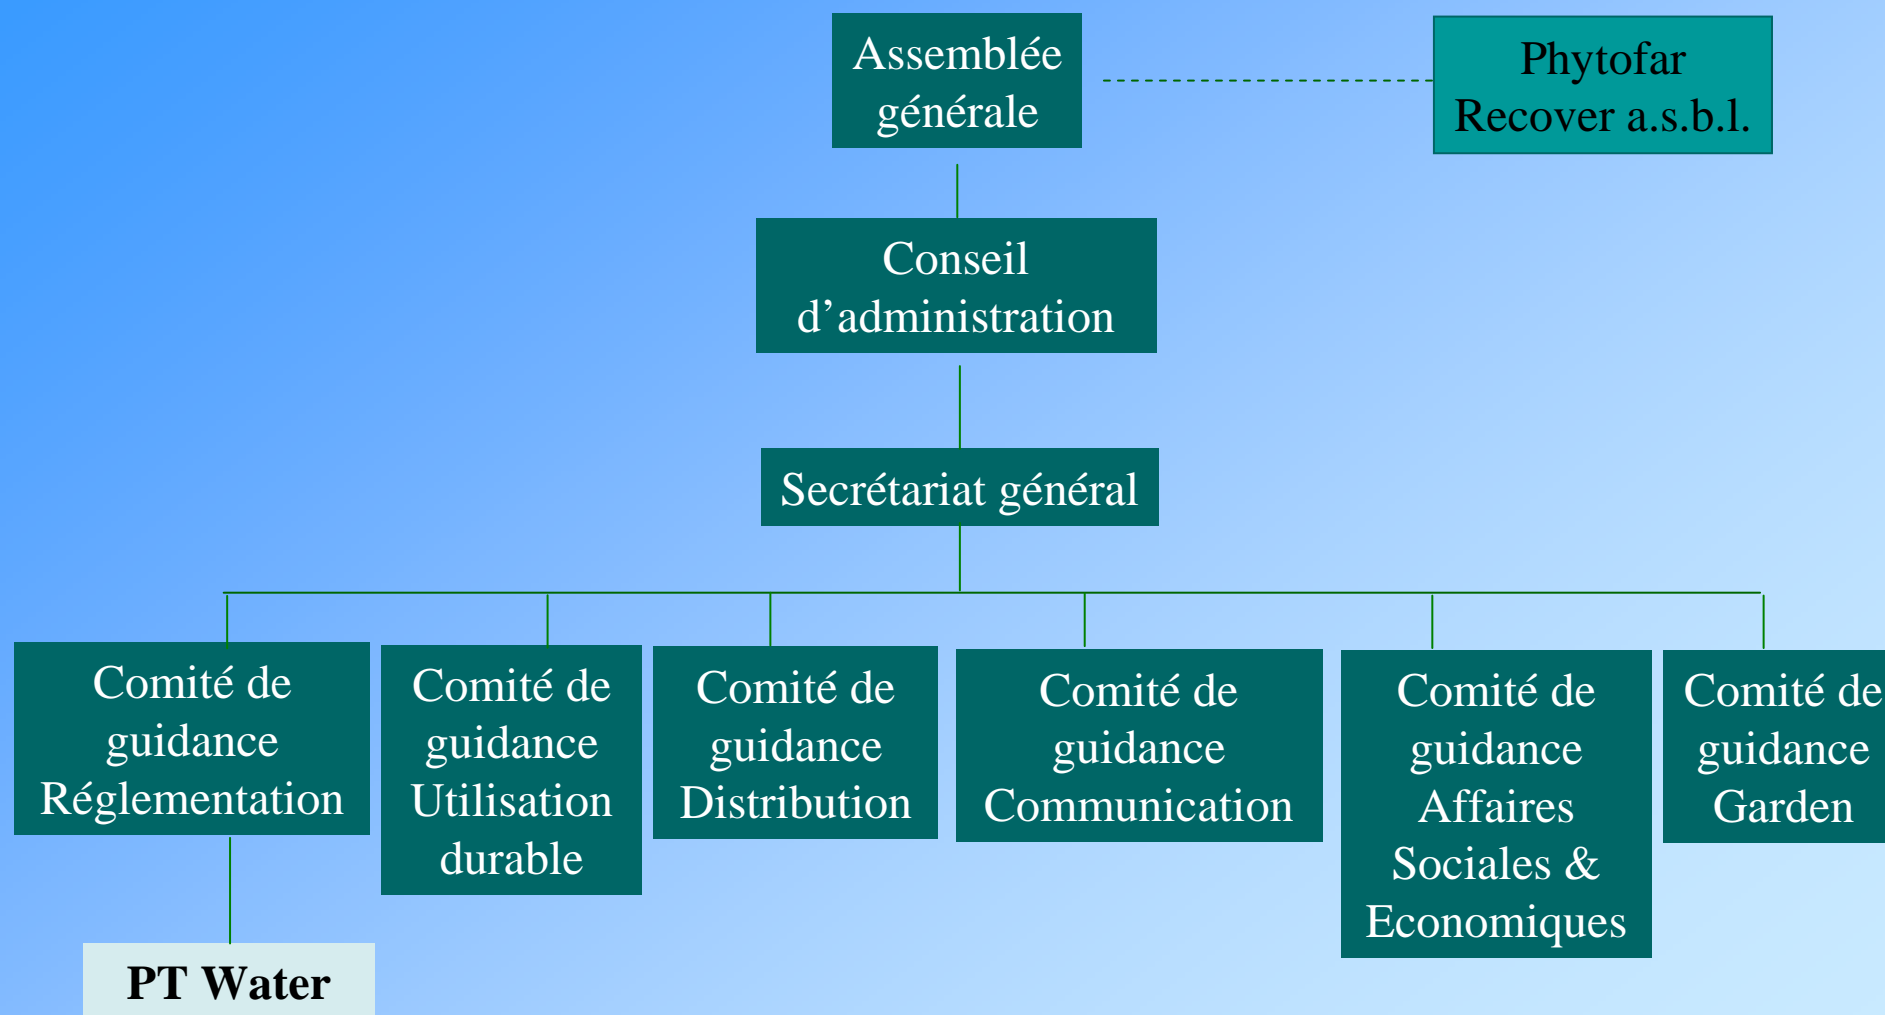 Assemblée
générale
Phytofar
Recover a.s.b.l.
Conseil
d’administration
Secrétariat général
Comité de
guidance
Réglementation
Comité de
guidance
Utilisation
durable
Comité de
guidance
Distribution
Comité de
guidance
Communication
Comité de
guidance
Affaires
Sociales &
Economiques
Comité de
guidance
Garden
PT Water